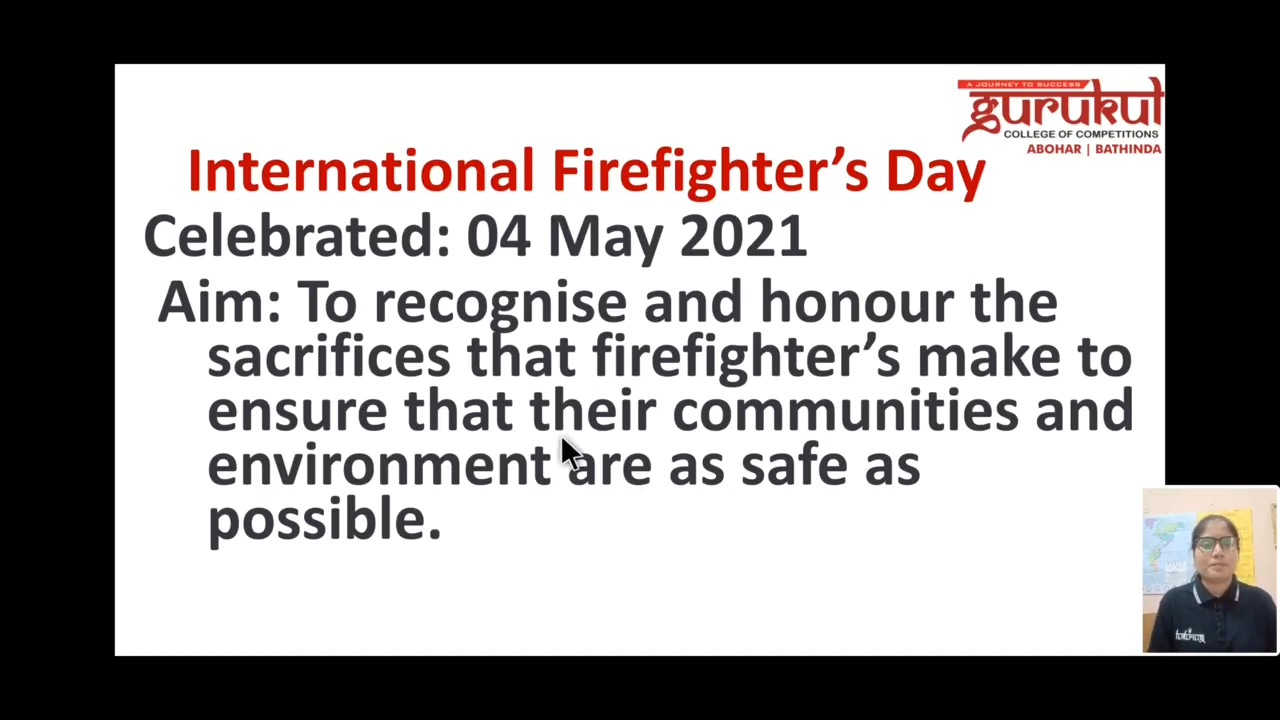 A JOURNEY TO SUCCESS
gurukul
COLLEGE OF COMPETITIONS
ABOHAR | BATHINDA
International Firefighter’s Day
Celebrated: 04 May 2021
Aim: To recognise and honour the
sacrifices that firefighter’s make to
ensure that their communities and
environment are as safe as
possible.